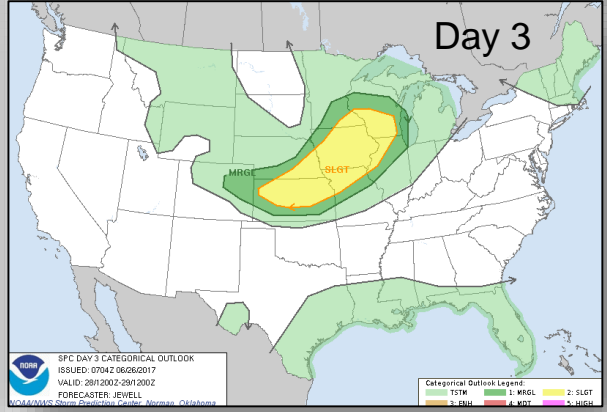 Day 3
MRGL
SLGT
NOAA
SPC DAY 3 CATEGORICAL OUTLOOK
ISSUED: 0704Z 06/26/2017
VALID: 28/1200Z-29/1200Z
FORECASTER: JEWELL
NOAA/NWS Storm Prediction Center, Norman, Oklahoma
Categorical Outlook Legend:
TSTM 1: MRGL 2: SLGT
3: ENH 4: MDT 5: HIGH